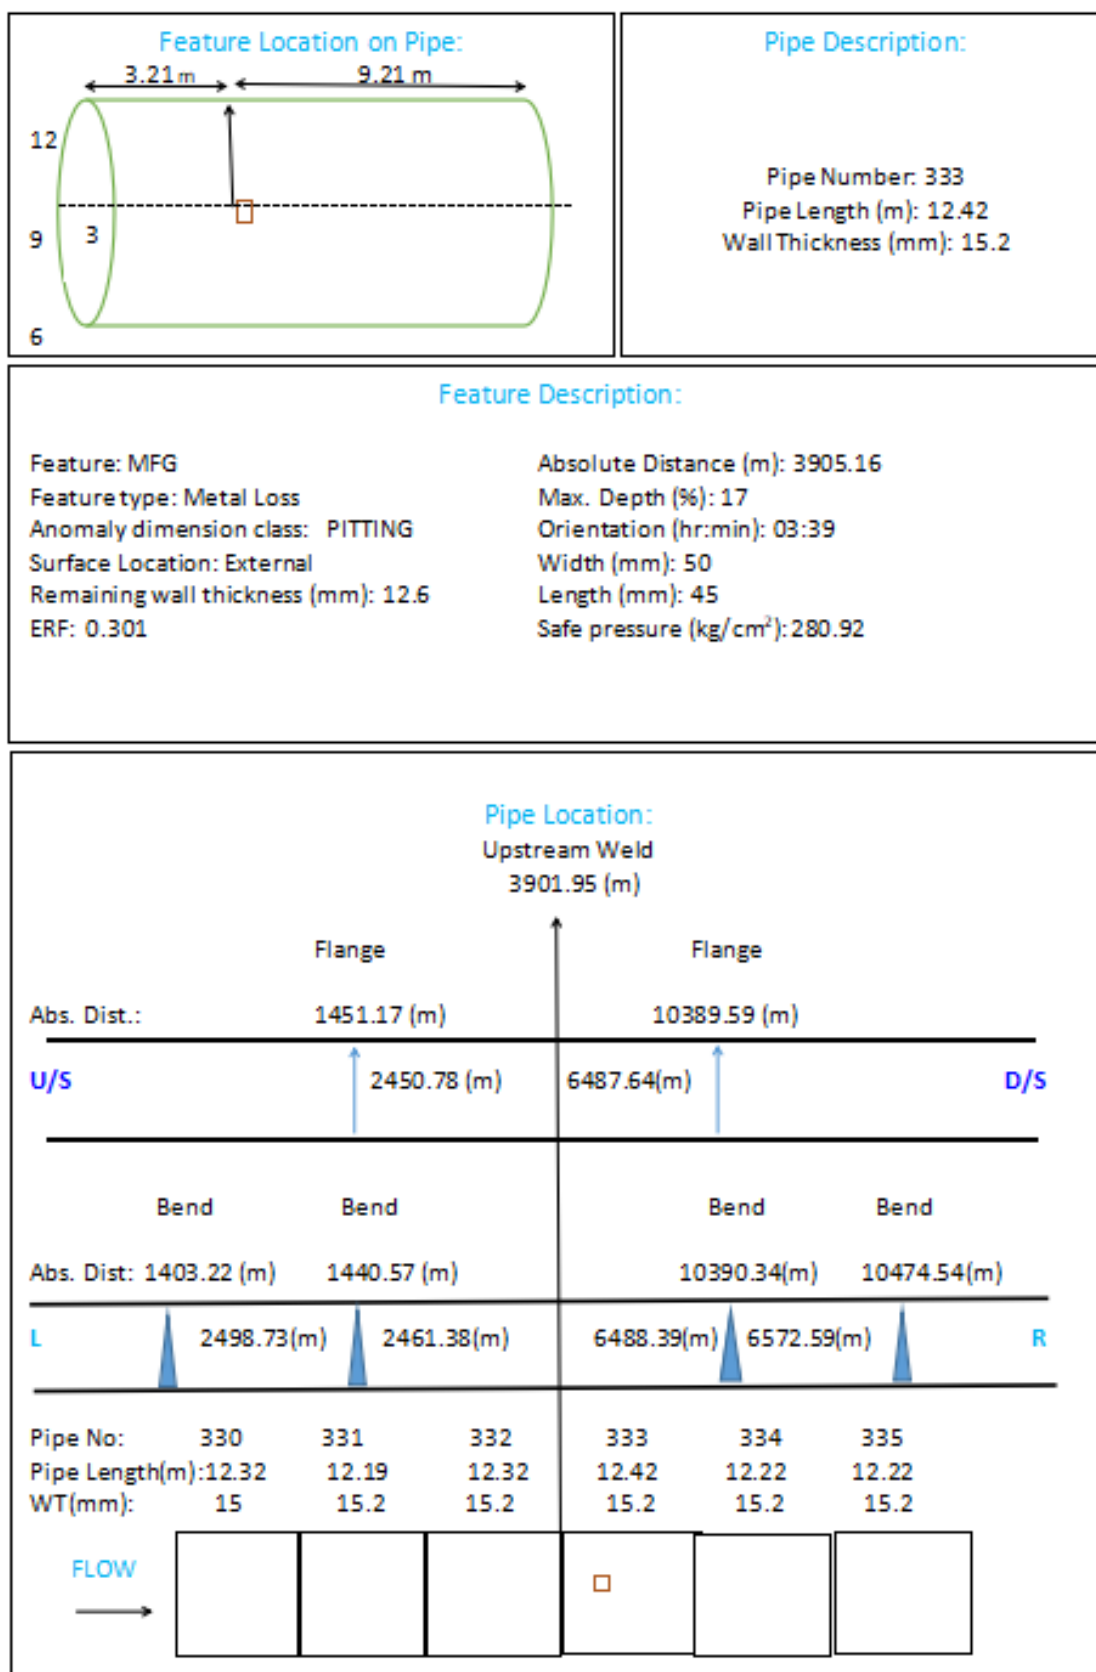 Feature Location on Pipe:
3.21 m 9.21 m
12
9 3
6
Pipe Description:
Pipe Number: 333
Pipe Length (m): 12.42
Wall Thickness (mm): 15.2
Feature Description:
Feature: MFG
Feature type: Metal Loss
Anomaly dimension class: PITTING
Surface Location: External
Remaining wall thickness (mm): 12.6
ERF: 0.301
Absolute Distance (m): 3905.16
Max. Depth (%): 17
Orientation (hr:min): 03:39
Width (mm): 50
Length (mm): 45
Safe pressure (kg/cm²): 280.92
Pipe Location:
Upstream Weld
3901.95 (m)
Flange Flange
Abs. Dist.: 1451.17 (m) 10389.59 (m)
U/S 2450.78 (m) 6487.64(m) D/S
Bend Bend Bend Bend
Abs. Dist: 1403.22 (m) 1440.57 (m) 10390.34(m) 10474.54(m)
L 2498.73(m) 2461.38(m) 6488.39(m) 6572.59(m) R
Pipe No: 330 331 332 333 334 335
Pipe Length(m):12.32 12.19 12.32 12.42 12.22 12.22
WT(mm): 15 15.2 15.2 15.2 15.2 15.2
FLOW